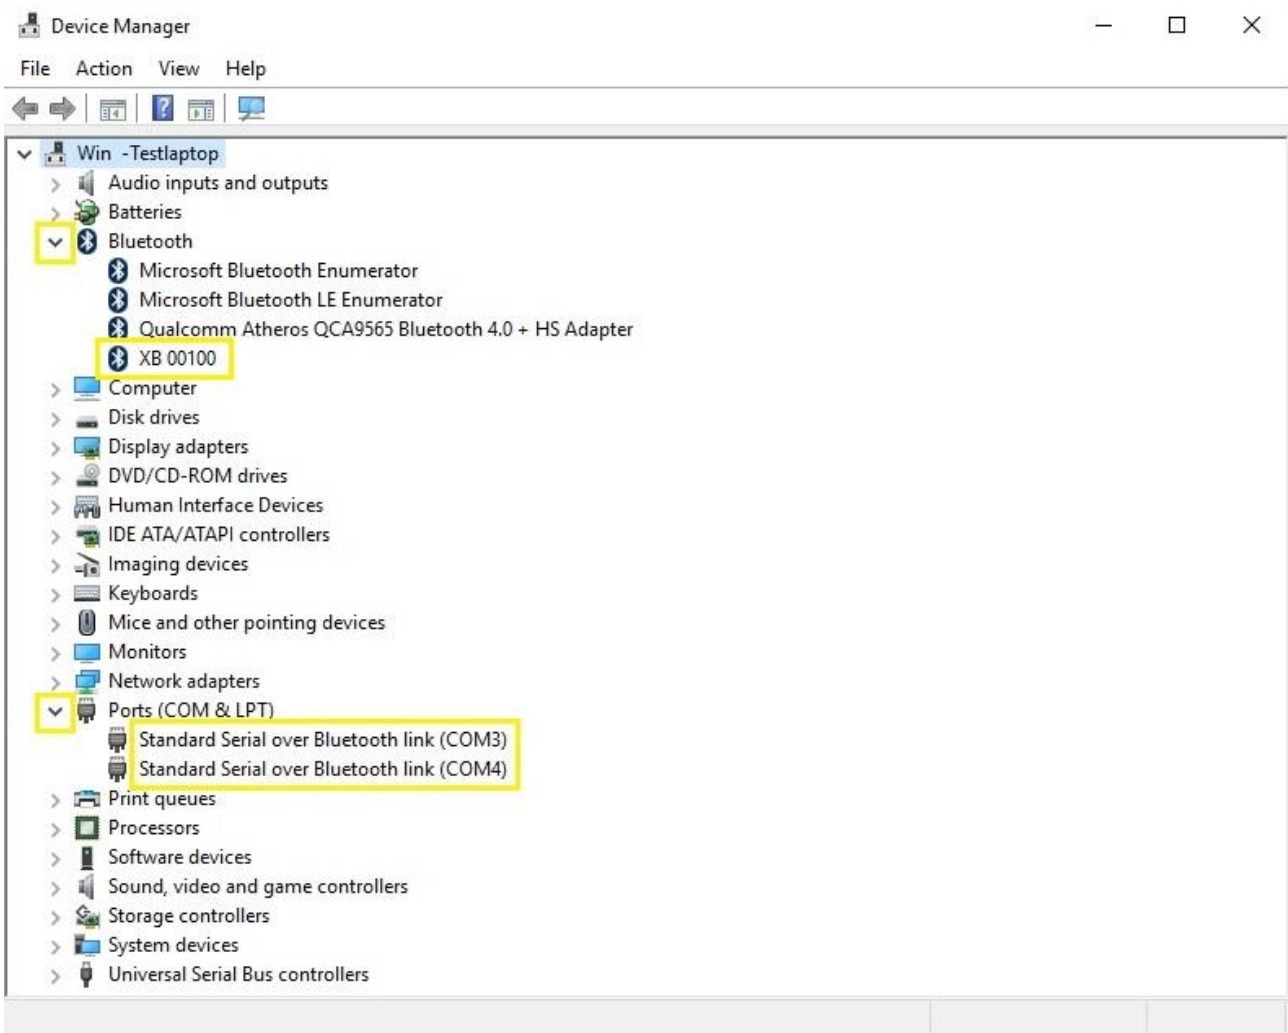 Device Manager
File Action View Help
Win -Testlaptop
Audio inputs and outputs
Batteries
Bluetooth
Microsoft Bluetooth Enumerator
Microsoft Bluetooth LE Enumerator
Qualcomm Atheros QCA9565 Bluetooth 4.0 + HS Adapter
XB 00100
Computer
Disk drives
Display adapters
DVD/CD-ROM drives
Human Interface Devices
IDE ATA/ATAPI controllers
Imaging devices
Keyboards
Mice and other pointing devices
Monitors
Network adapters
Ports (COM & LPT)
Standard Serial over Bluetooth link (COM3)
Standard Serial over Bluetooth link (COM4)
Print queues
Processors
Software devices
Sound, video and game controllers
Storage controllers
System devices
Universal Serial Bus controllers